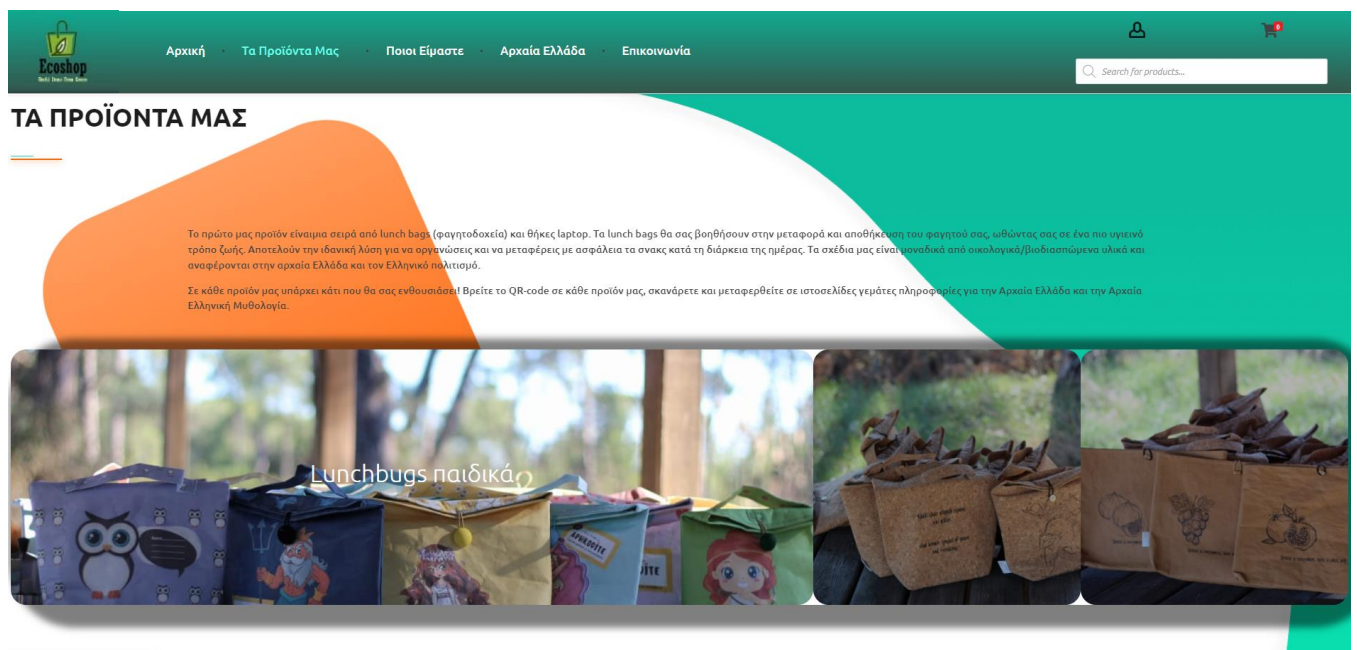 Ecoshop
Αρχική
Τα Προϊόντα Μας
Ποιοι Είμαστε
Αρχαία Ελλάδα
Επικοινωνία
0
Search for products...
ΤΑ ΠΡΟΪΟΝΤΑ ΜΑΣ
Το πρώτο μας προϊόν είναιμια σειρά από lunch bags (φαγητοδοχεία) και θήκες laptop. Τα lunch bags θα σας βοηθήσουν στην μεταφορά και αποθήκευση του φαγητού σας, ωθώντας σας σε ένα πιο υγιεινό
τρόπο ζωής. Αποτελούν την ιδανική λύση για να οργανώσεις και να μεταφέρεις με ασφάλεια τα σνακς κατά τη διάρκεια της ημέρας. Τα σχέδια μας είναι μοναδικά από οικολογικά/βιοδιασπώμενα υλικά και
αναφέρονται στην αρχαία Ελλάδα και τον Ελληνικό πολιτισμό.
Σε κάθε προϊόν μας υπάρχει κάτι που θα σας ενθουσιάσει! Βρείτε το QR-code σε κάθε προϊόν μας, σκανάρετε και μεταφερθείτε σε ιστοσελίδες γεμάτες πληροφορίες για την Αρχαία Ελλάδα και την Αρχαία
Ελληνική Μυθολογία.
Lunchbugs παιδικά